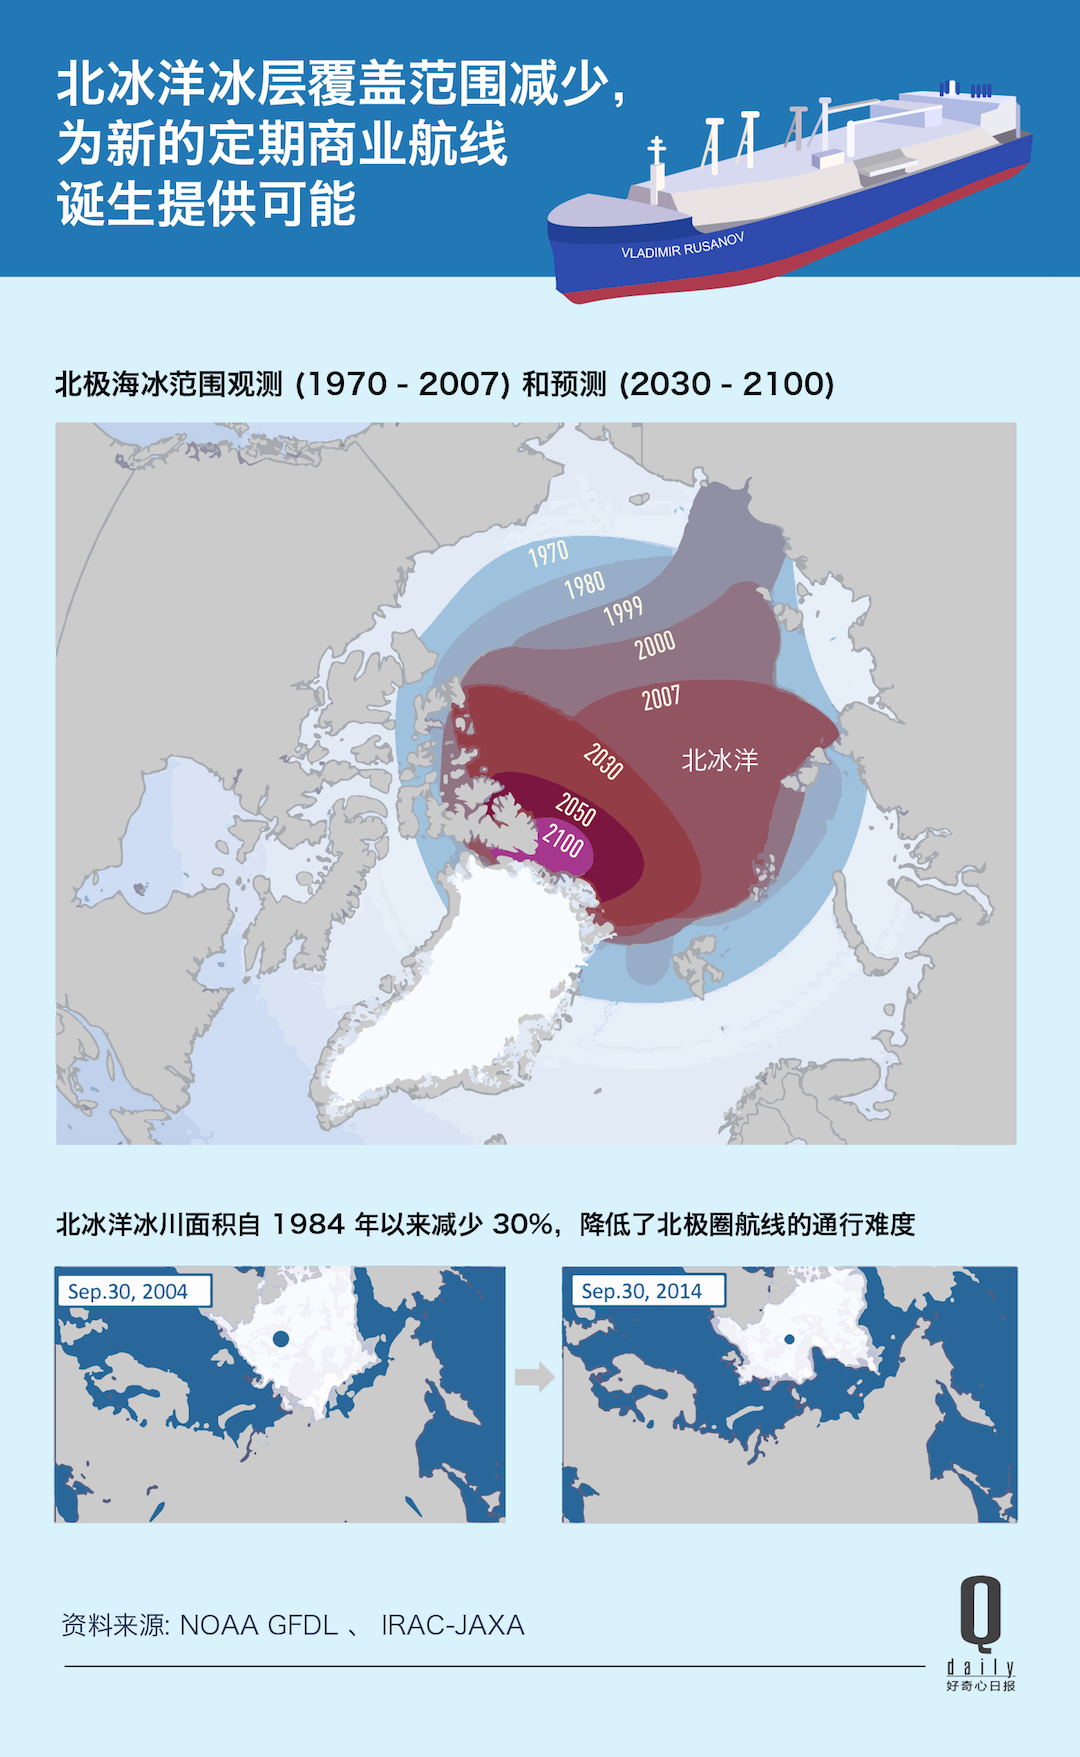 北冰洋冰层覆盖范围减少,
为新的定期商业航线
诞生提供可能
VLADIMIR RUSANOV
北极海冰范围观测 (1970 - 2007) 和预测 (2030 - 2100)
1970
1980
1999
2000
2007
北冰洋
2030
2050
2100
北冰洋冰川面积自 1984 年以来减少 30%，降低了北极圈航线的通行难度
Sep.30, 2004
Sep.30, 2014
资料来源: NOAA GFDL 、 IRAC-JAXA
Q
daily
好奇心日报